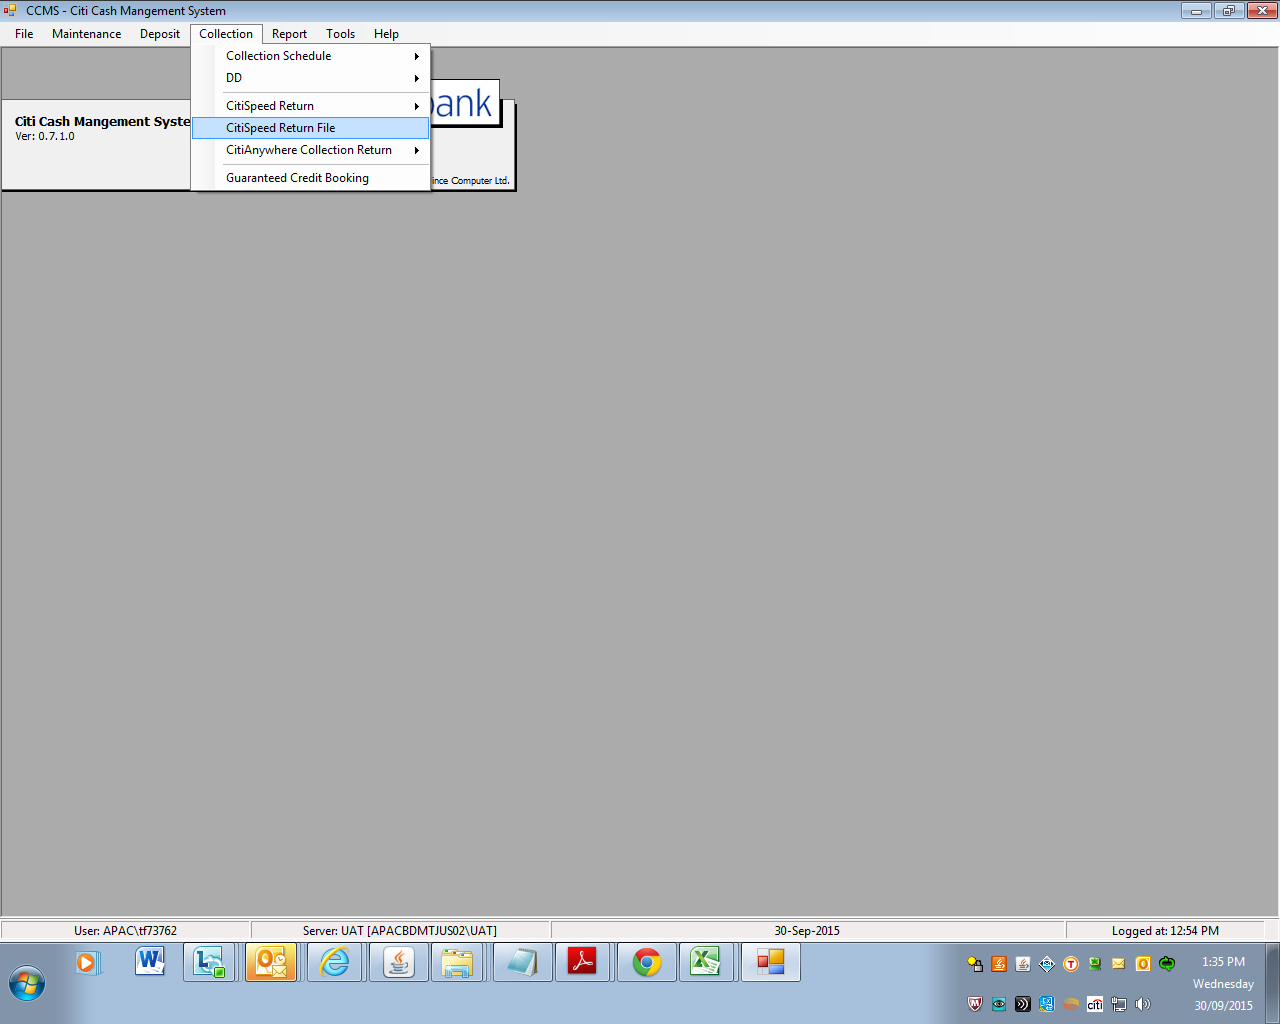 CCMS - Citi Cash Mangement System
File Maintenance Deposit Collection Report Tools Help
Collection Schedule
DD
CitiSpeed Return
CitiSpeed Return File
CitiAnywhere Collection Return
Guaranteed Credit Booking
Citi Cash Mangement Syste
Ver: 0.7.1.0
bank
ince Computer Ltd.
User: APAC\tf73762
Server: UAT [APACBDMTJUS02\UAT]
30-Sep-2015
Logged at: 12:54 PM
citi
1:35 PM
Wednesday
30/09/2015